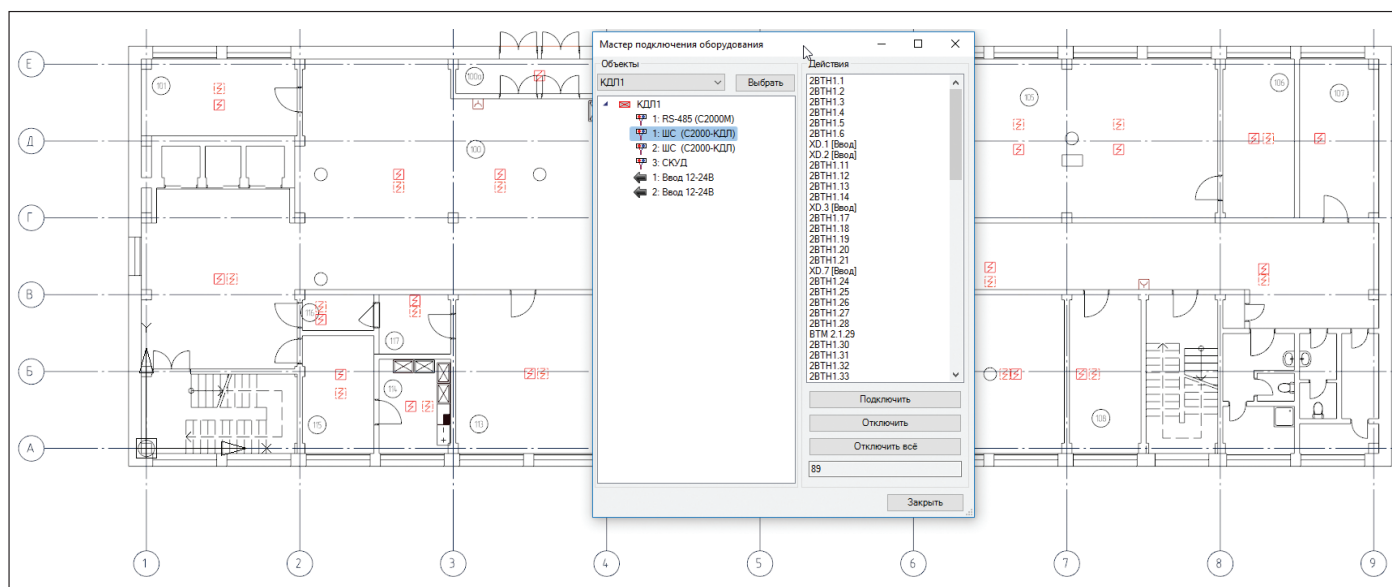 Мастер подключения оборудования
Объекты
КДЛ1
Выбрать
КДЛ1
1: RS-485 (С2000М)
1: ШС (С2000-КДЛ)
2: ШС (С2000-КДЛ)
3: СКУД
1: Ввод 12-24В
2: Ввод 12-24В
Действия
2ВТН1.1
2ВТН1.2
2ВТН1.3
2ВТН1.4
2ВТН1.5
2ВТН1.6
XD.1 [Ввод]
XD.2 [Ввод]
2ВТН1.11
2ВТН1.12
2ВТН1.13
2ВТН1.14
XD.3 [Ввод]
2ВТН1.17
2ВТН1.18
2ВТН1.19
2ВТН1.20
2ВТН1.21
XD.7 [Ввод]
2ВТН1.24
2ВТН1.25
2ВТН1.26
2ВТН1.27
2ВТН1.28
ВТМ 2.1.29
2ВТН1.30
2ВТН1.31
2ВТН1.32
2ВТН1.33
Подключить
Отключить
Отключить всё
89
Закрыть
Е
Д
Г
В
Б
А
101
100а
100
105
106
107
116
117
114
115
113
108
Y
X
1
2
3
4
5
6
7
8
9